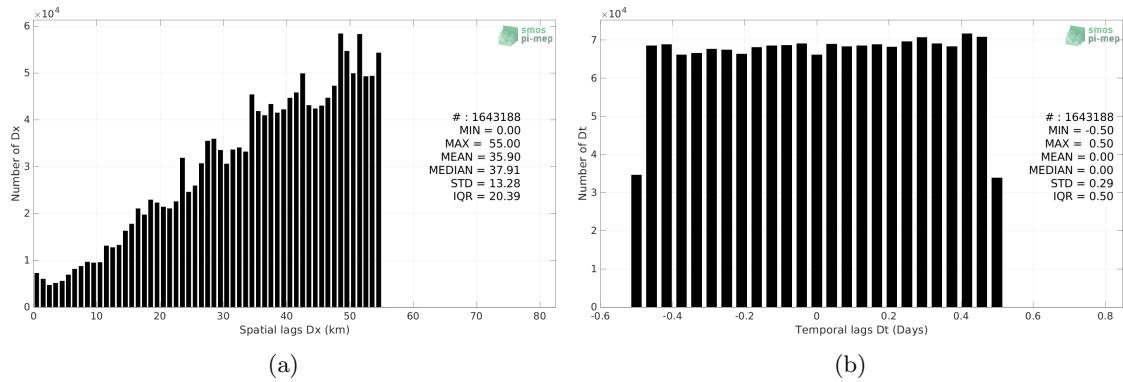 ×10⁴
6
5
4
3
2
1
0
0 10 20 30 40 50 60 70 80
Number of Dx
Spatial lags Dx (km)
smos
pi-mep
# : 1643188
MIN = 0.00
MAX = 55.00
MEAN = 35.90
MEDIAN = 37.91
STD = 13.28
IQR = 20.39
(a)
×10⁴
7
6
5
4
3
2
1
0
-0.6 -0.4 -0.2 0 0.2 0.4 0.6 0.8
Number of Dt
Temporal lags Dt (Days)
smos
pi-mep
# : 1643188
MIN = -0.50
MAX = 0.50
MEAN = 0.00
MEDIAN = 0.00
STD = 0.29
IQR = 0.50
(b)